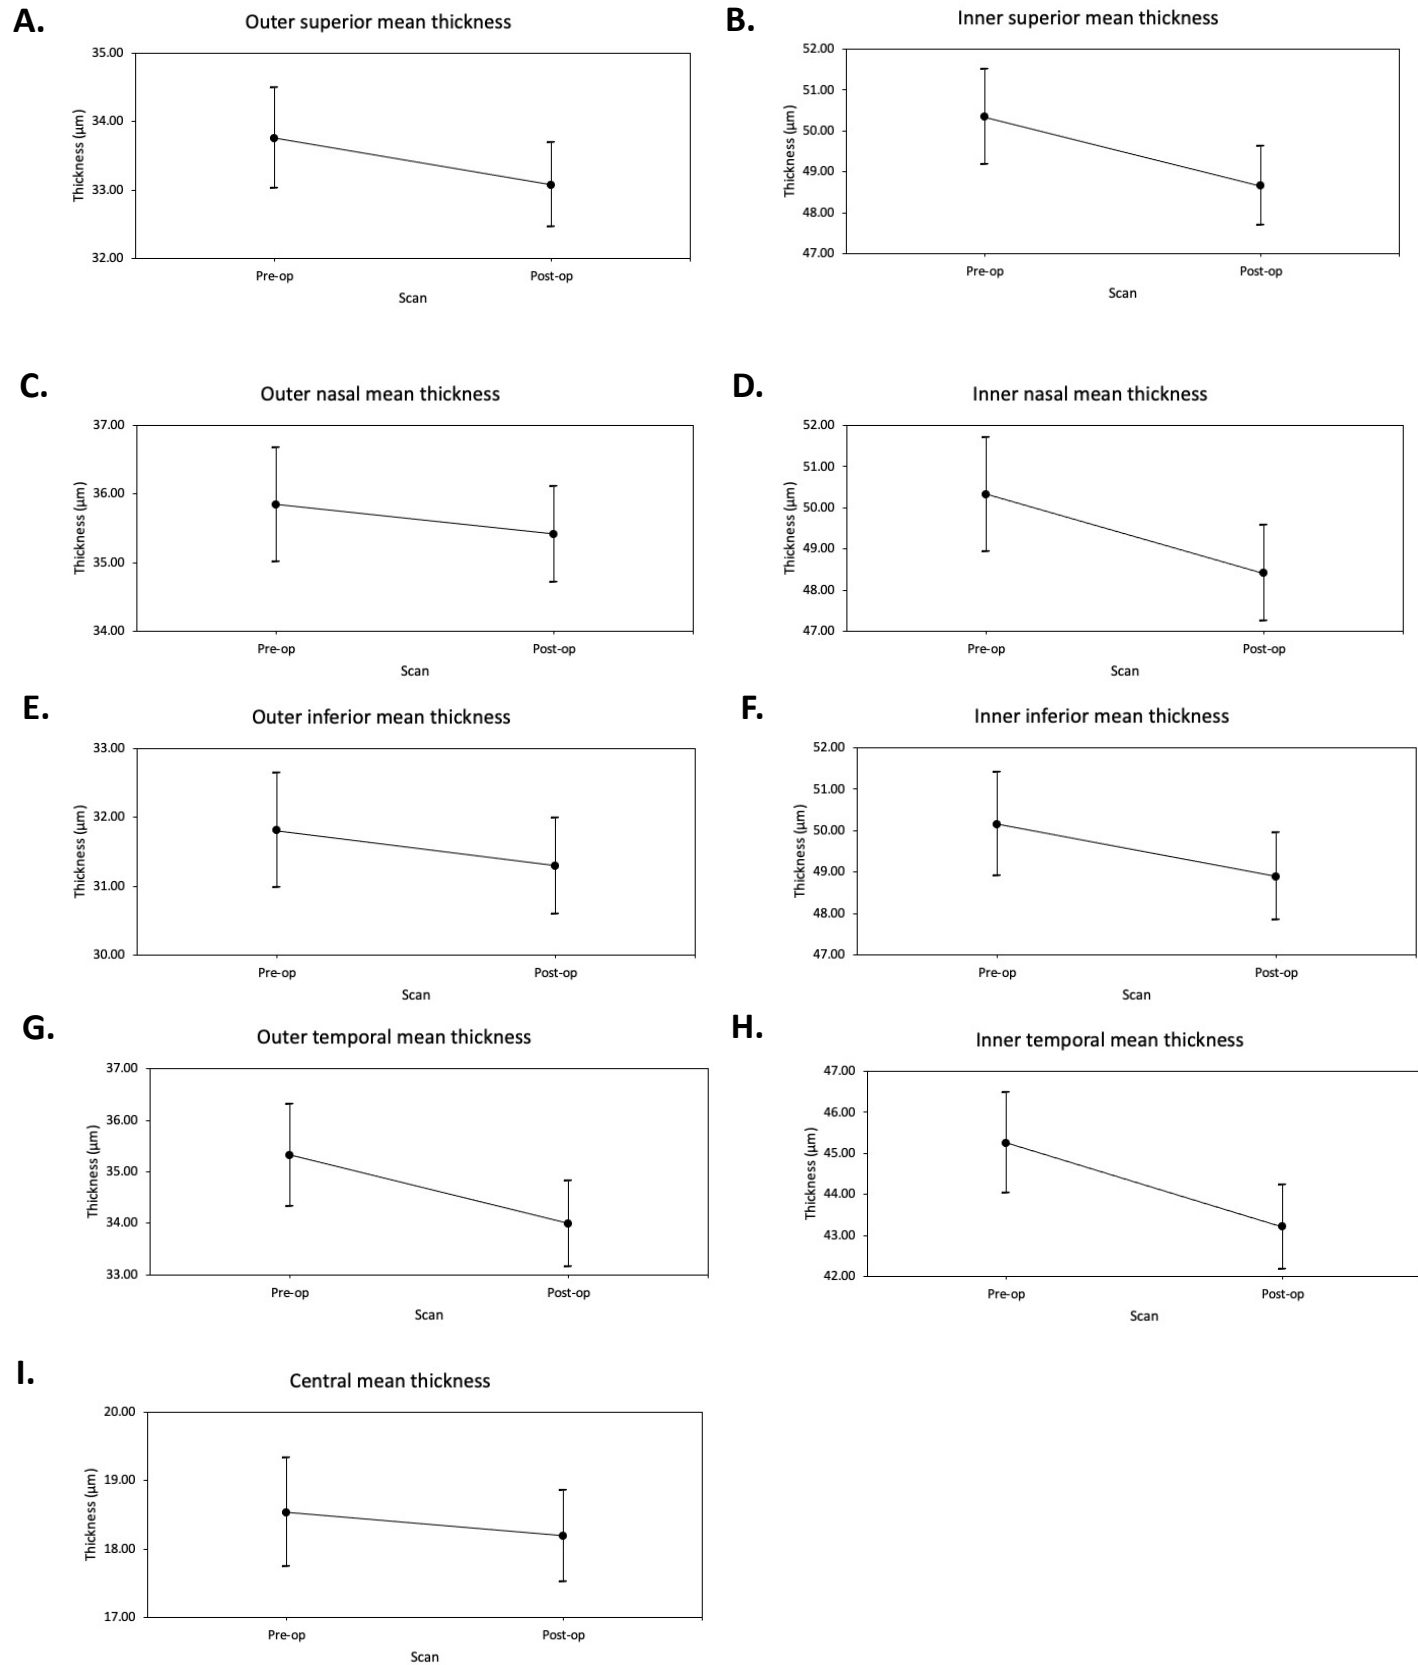 A.
Outer superior mean thickness
35.00
34.00
33.00
32.00
Thickness (µm)
Pre-op
Post-op
Scan
B.
Inner superior mean thickness
52.00
51.00
50.00
49.00
48.00
47.00
Thickness (µm)
Pre-op
Post-op
Scan
C.
Outer nasal mean thickness
37.00
36.00
35.00
34.00
Thickness (µm)
Pre-op
Post-op
Scan
D.
Inner nasal mean thickness
52.00
51.00
50.00
49.00
48.00
47.00
Thickness (µm)
Pre-op
Post-op
Scan
E.
Outer inferior mean thickness
33.00
32.00
31.00
30.00
Thickness (µm)
Pre-op
Post-op
Scan
F.
Inner inferior mean thickness
52.00
51.00
50.00
49.00
48.00
47.00
Thickness (µm)
Pre-op
Post-op
Scan
G.
Outer temporal mean thickness
37.00
36.00
35.00
34.00
33.00
Thickness (µm)
Pre-op
Post-op
Scan
H.
Inner temporal mean thickness
47.00
46.00
45.00
44.00
43.00
42.00
Thickness (µm)
Pre-op
Post-op
Scan
I.
Central mean thickness
20.00
19.00
18.00
17.00
Thickness (µm)
Pre-op
Post-op
Scan